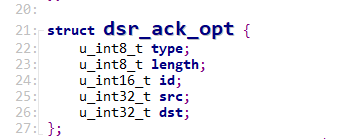 20:
21: struct dsr_ack_opt {
22: u_int8_t type;
23: u_int8_t length;
24: u_int16_t id;
25: u_int32_t src;
26: u_int32_t dst;
27: };